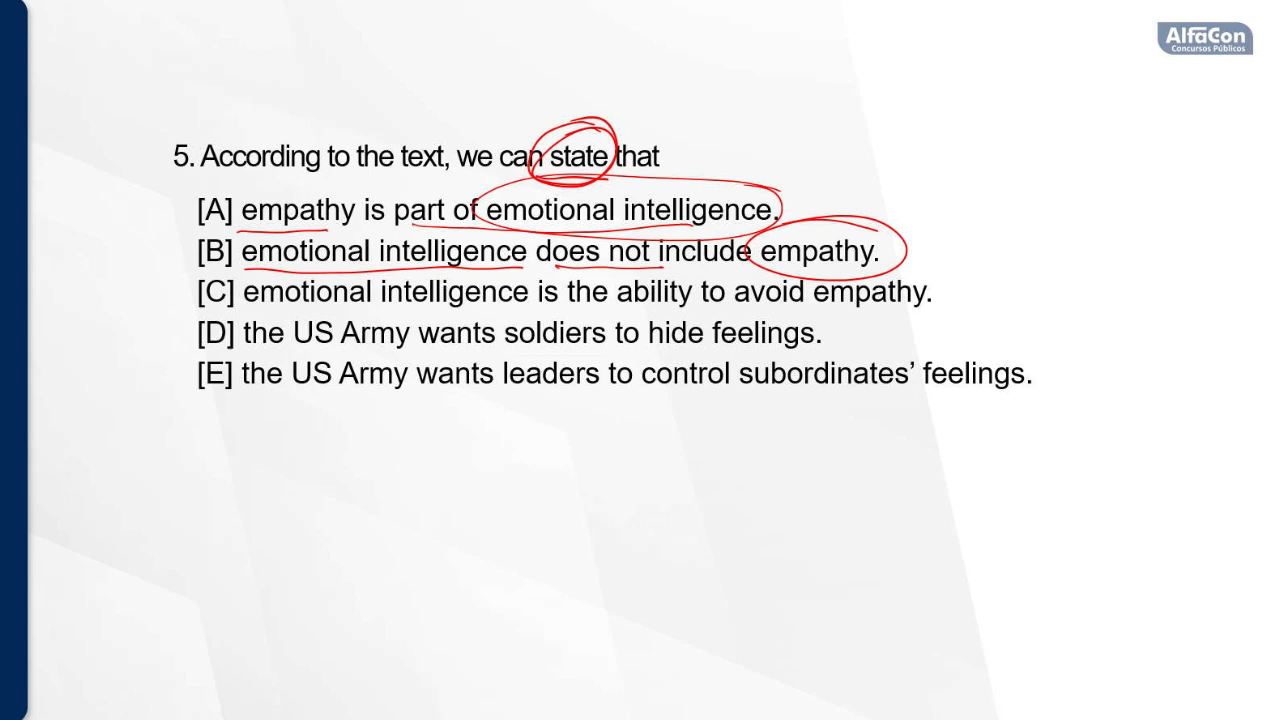 AlfaCon
Concursos Públicos
5. According to the text, we can state that
[A] empathy is part of emotional intelligence.
[B] emotional intelligence does not include empathy.
[C] emotional intelligence is the ability to avoid empathy.
[D] the US Army wants soldiers to hide feelings.
[E] the US Army wants leaders to control subordinates’ feelings.